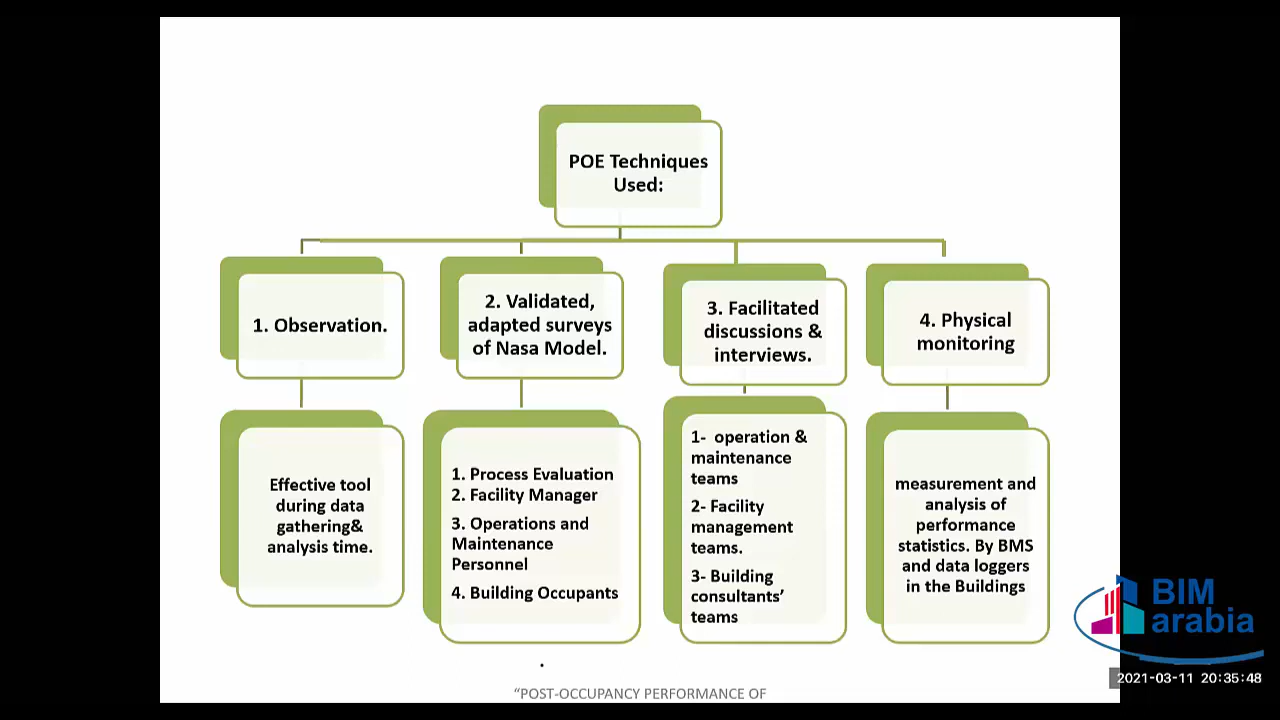 POE Techniques
Used:
1. Observation.
2. Validated,
adapted surveys
of Nasa Model.
3. Facilitated
discussions &
interviews.
4. Physical
monitoring
Effective tool
during data
gathering&
analysis time.
1. Process Evaluation
2. Facility Manager
3. Operations and
Maintenance
Personnel
4. Building Occupants
1- operation &
maintenance
teams
2- Facility
management
teams.
3- Building
consultants’
teams
measurement and
analysis of
performance
statistics. By BMS
and data loggers
in the Buildings
.
“POST-OCCUPANCY PERFORMANCE OF
BIM
arabia
2021-03-11 20:35:48